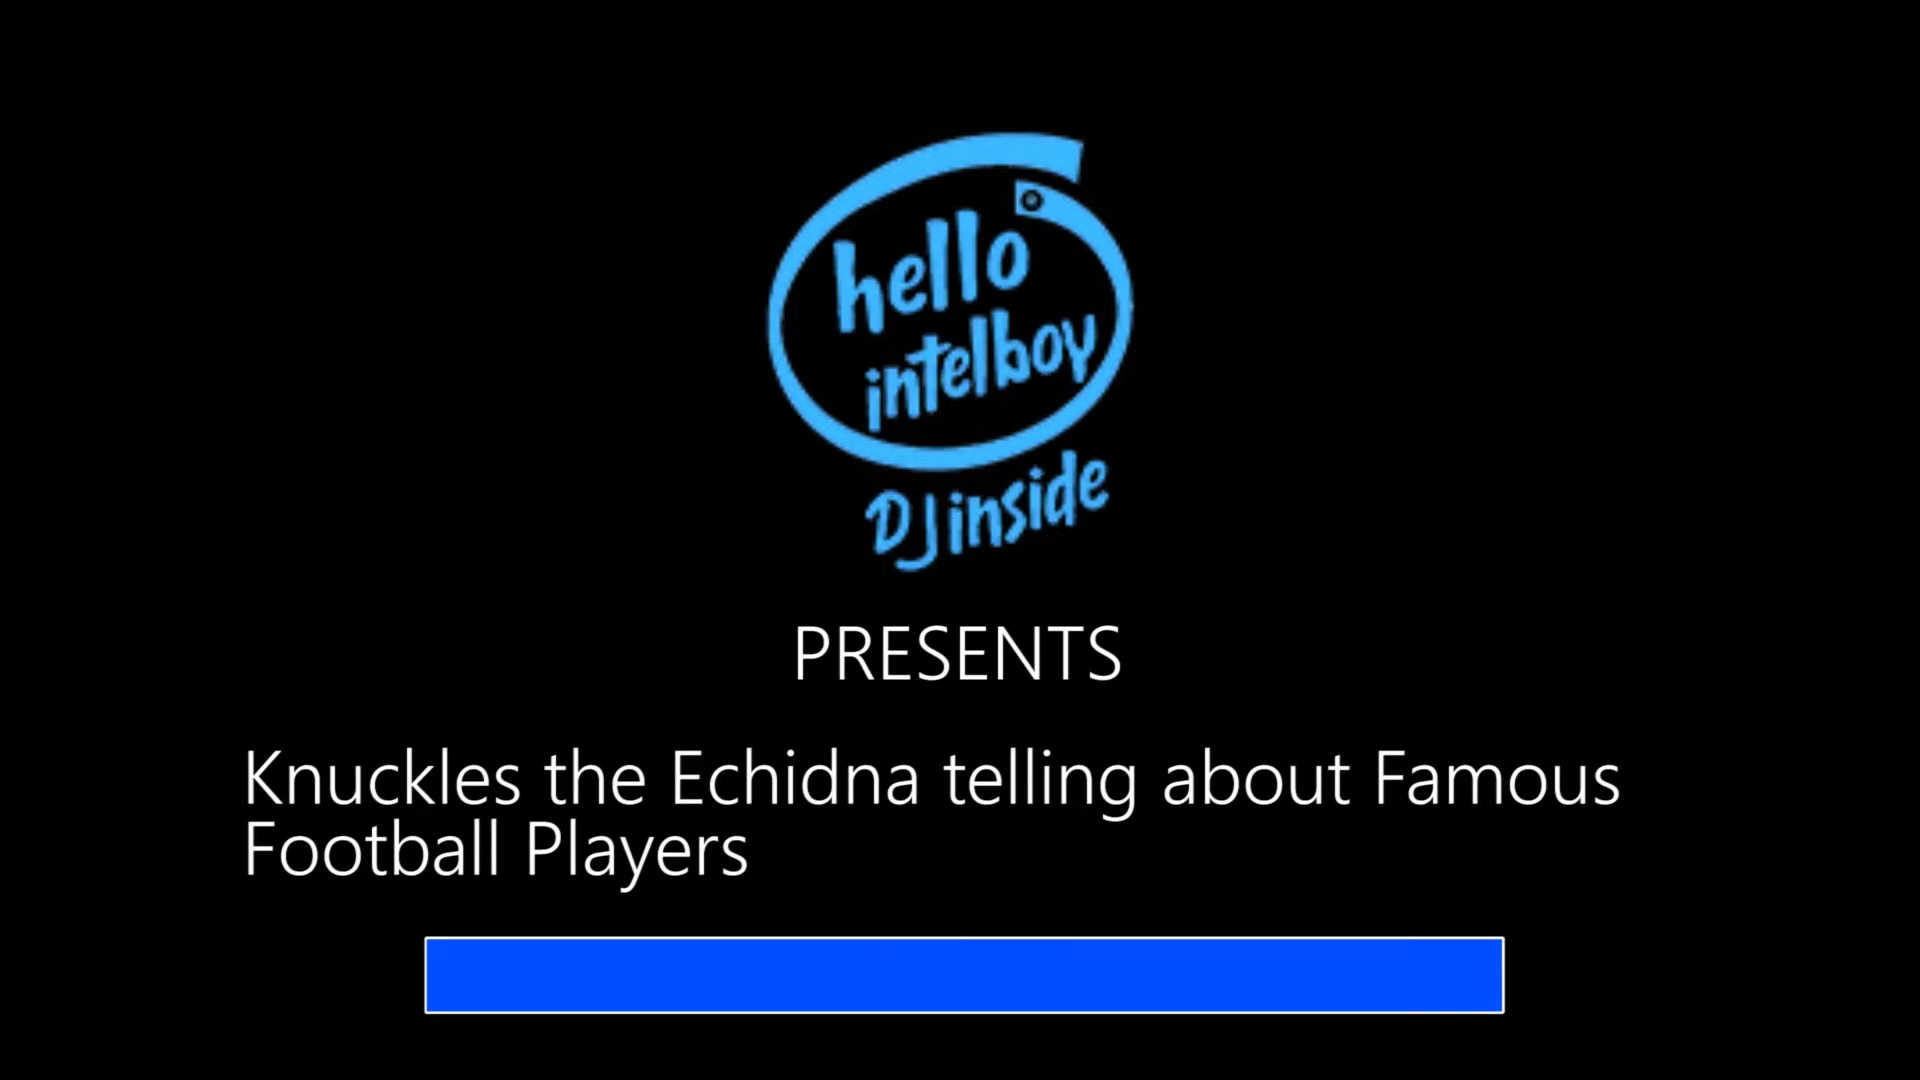 hello
intelboy
DJ inside
PRESENTS
Knuckles the Echidna telling about Famous
Football Players